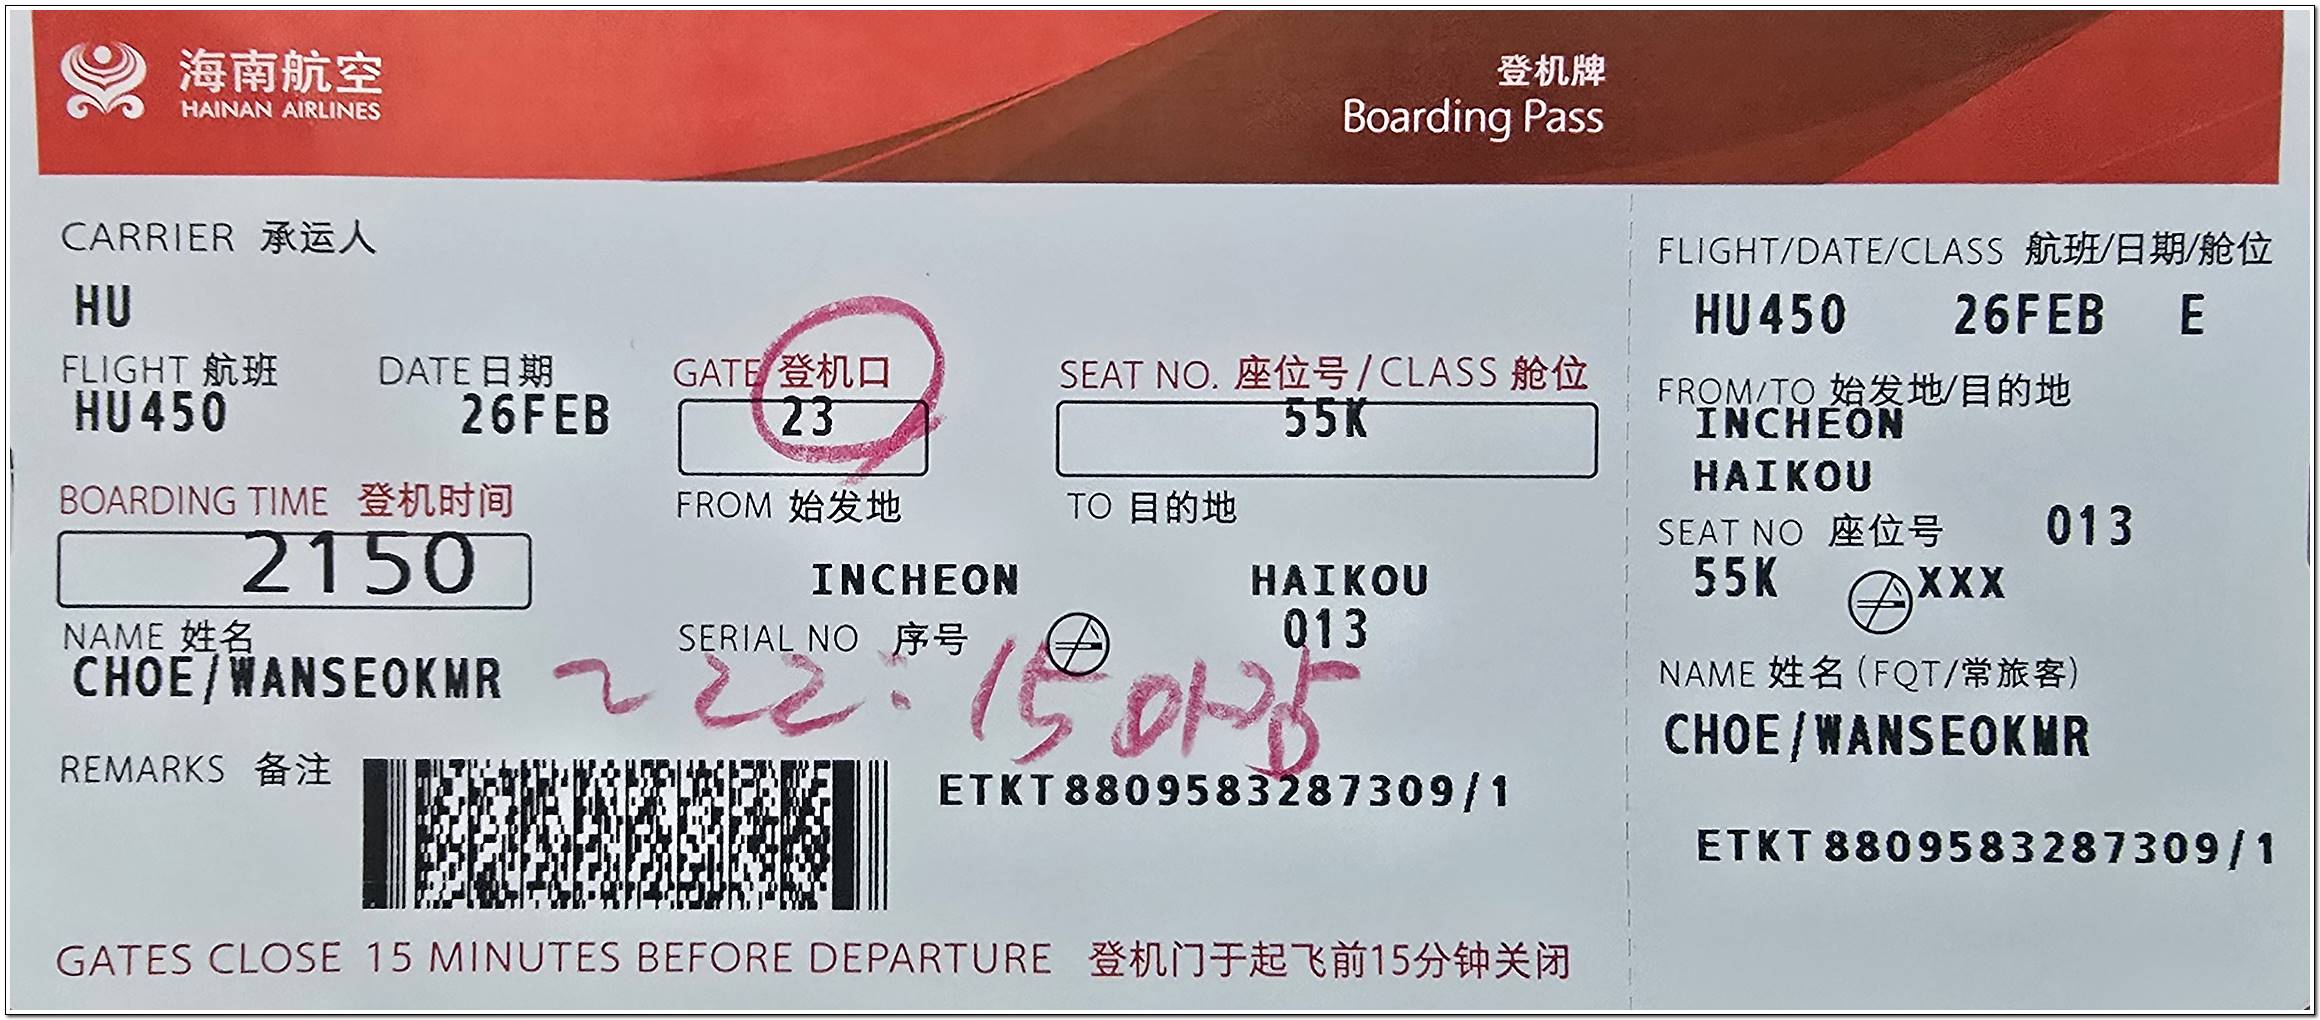 海南航空
HAINAN AIRLINES
登机牌
Boarding Pass
CARRIER 承运人
HU
FLIGHT 航班 DATE 日期 GATE 登机口 SEAT NO. 座位号/CLASS 舱位
HU450 26FEB 23 55K
BOARDING TIME 登机时间 FROM 始发地 TO 目的地
2150 INCHEON HAIKOU
NAME 姓名 SERIAL NO 序号 013
CHOE/WANSEOKMR
~ 22:15 마감
REMARKS 备注 ETKT8809583287309/1
GATES CLOSE 15 MINUTES BEFORE DEPARTURE 登机门于起飞前15分钟关闭
FLIGHT/DATE/CLASS 航班/日期/舱位
HU450 26FEB E
FROM/TO 始发地/目的地
INCHEON
HAIKOU
SEAT NO 座位号 013
55K XXX
NAME 姓名(FQT/常旅客)
CHOE/WANSEOKMR
ETKT8809583287309/1